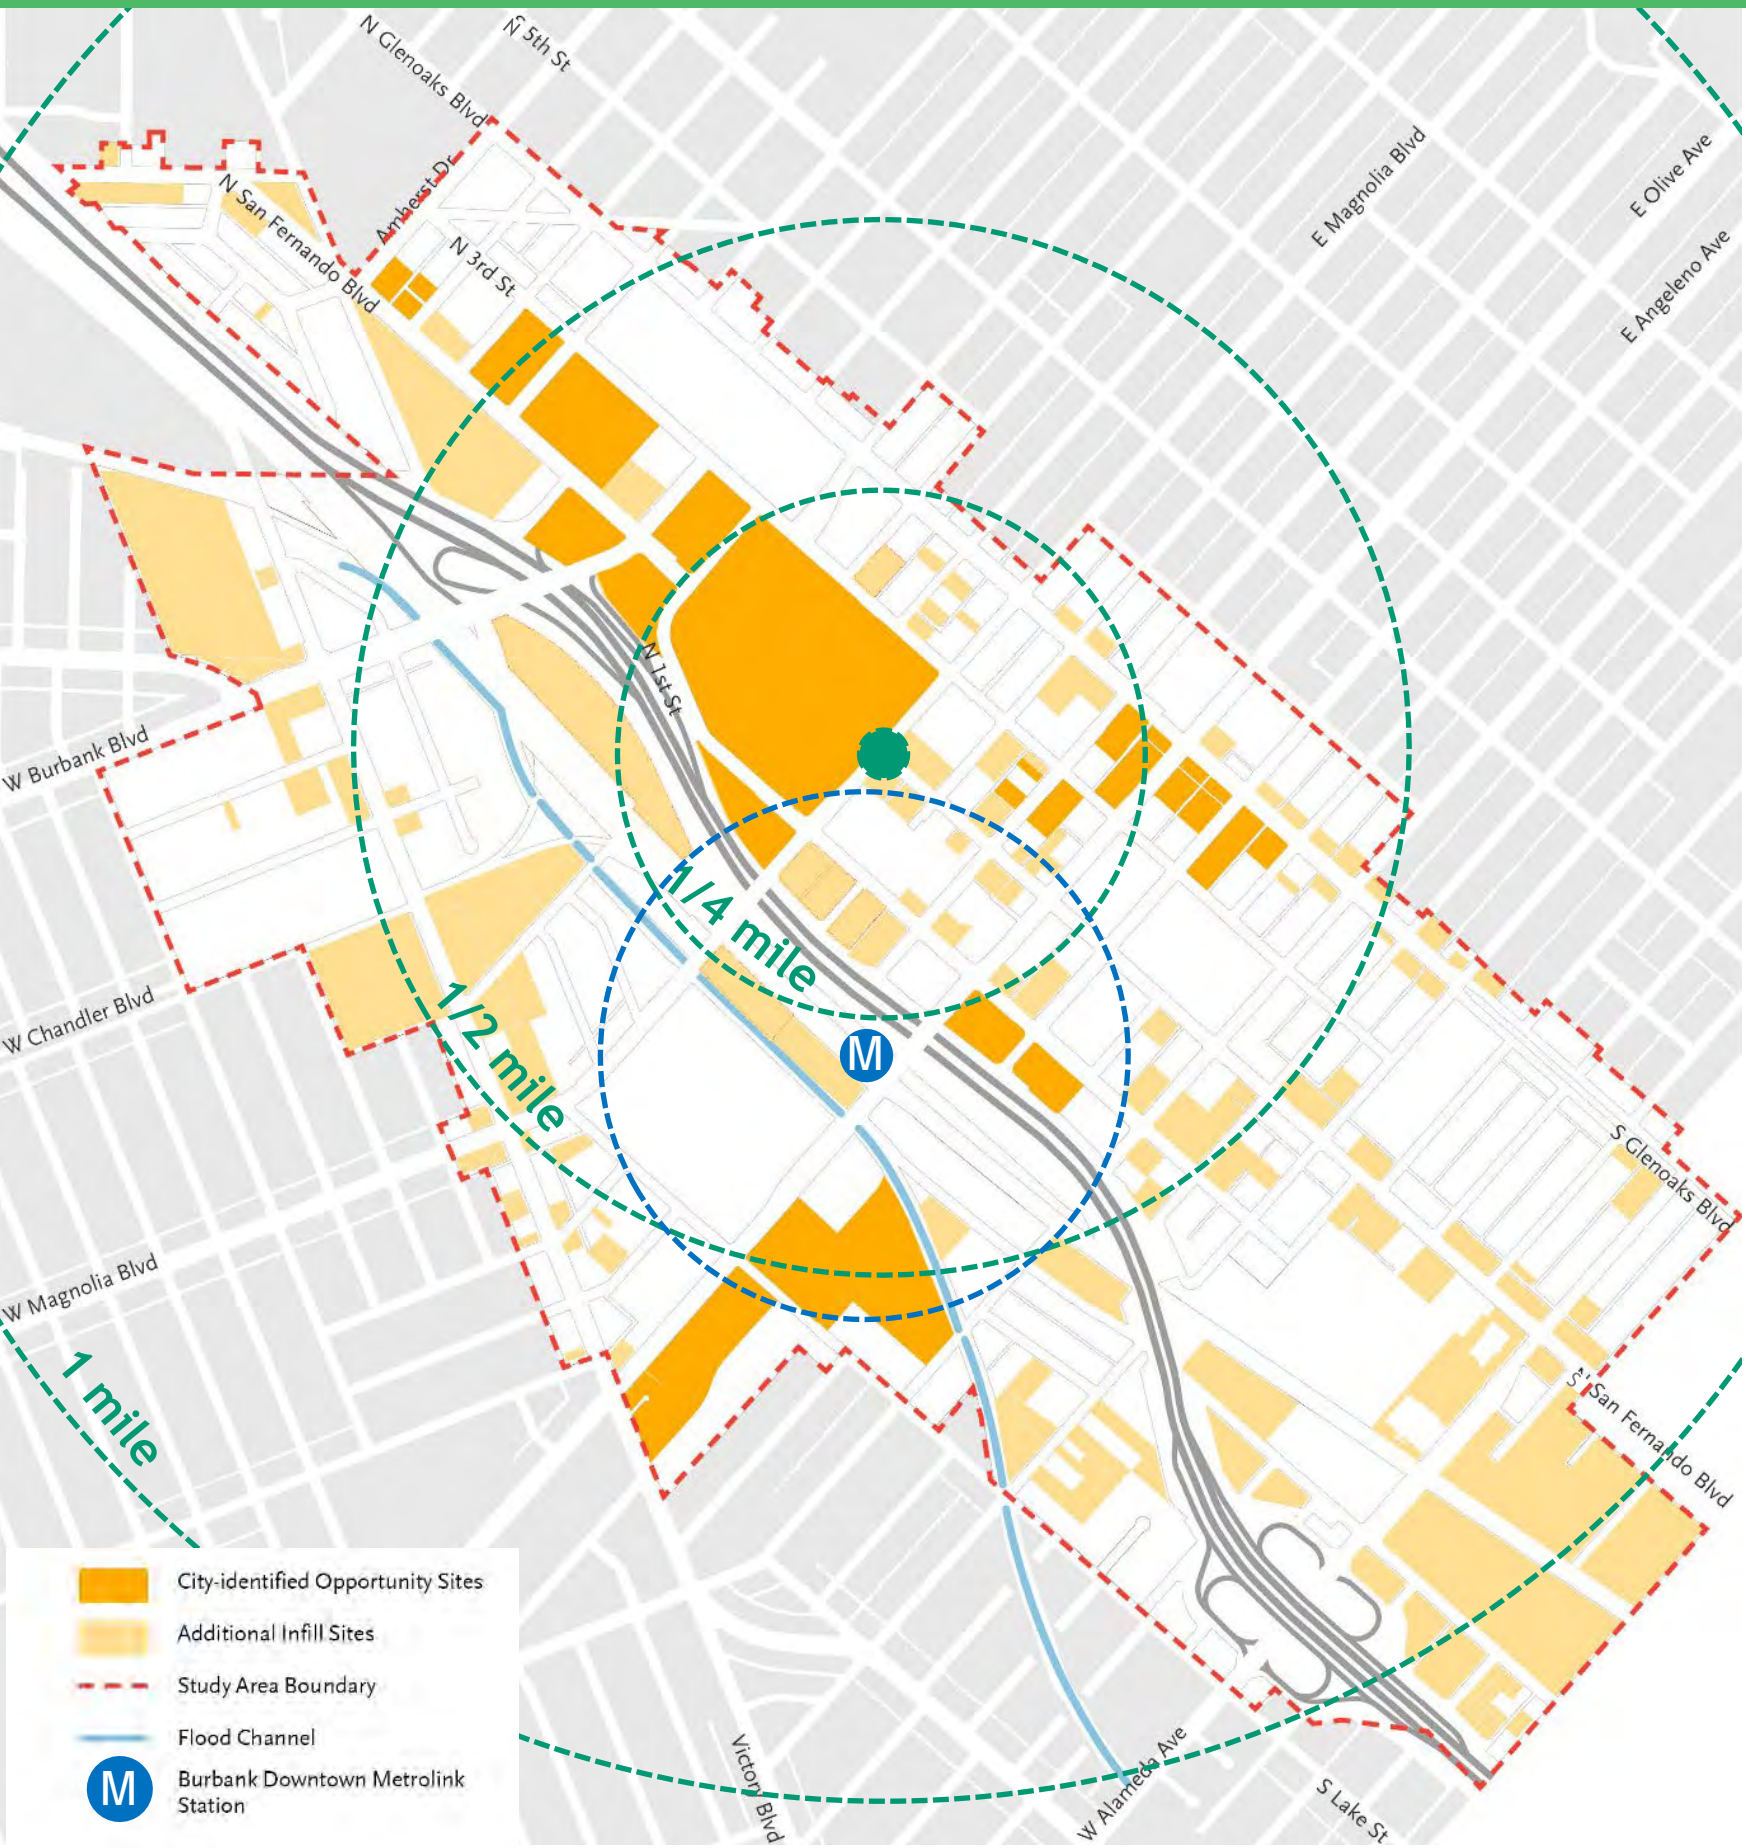 N Glenoaks Blvd
N 5th St
Amherst Dr
N San Fernando Blvd
N 3rd St
E Magnolia Blvd
E Olive Ave
E Angeleno Ave
N 1st St
W Burbank Blvd
1/4 mile
M
1/2 mile
W Chandler Blvd
W Magnolia Blvd
S Glenoaks Blvd
San Fernando Blvd
1 mile
City-identified Opportunity Sites
Additional Infill Sites
Study Area Boundary
Flood Channel
M
Burbank Downtown Metrolink
Station
Victory Blvd
W Alameda Ave
S Lake St